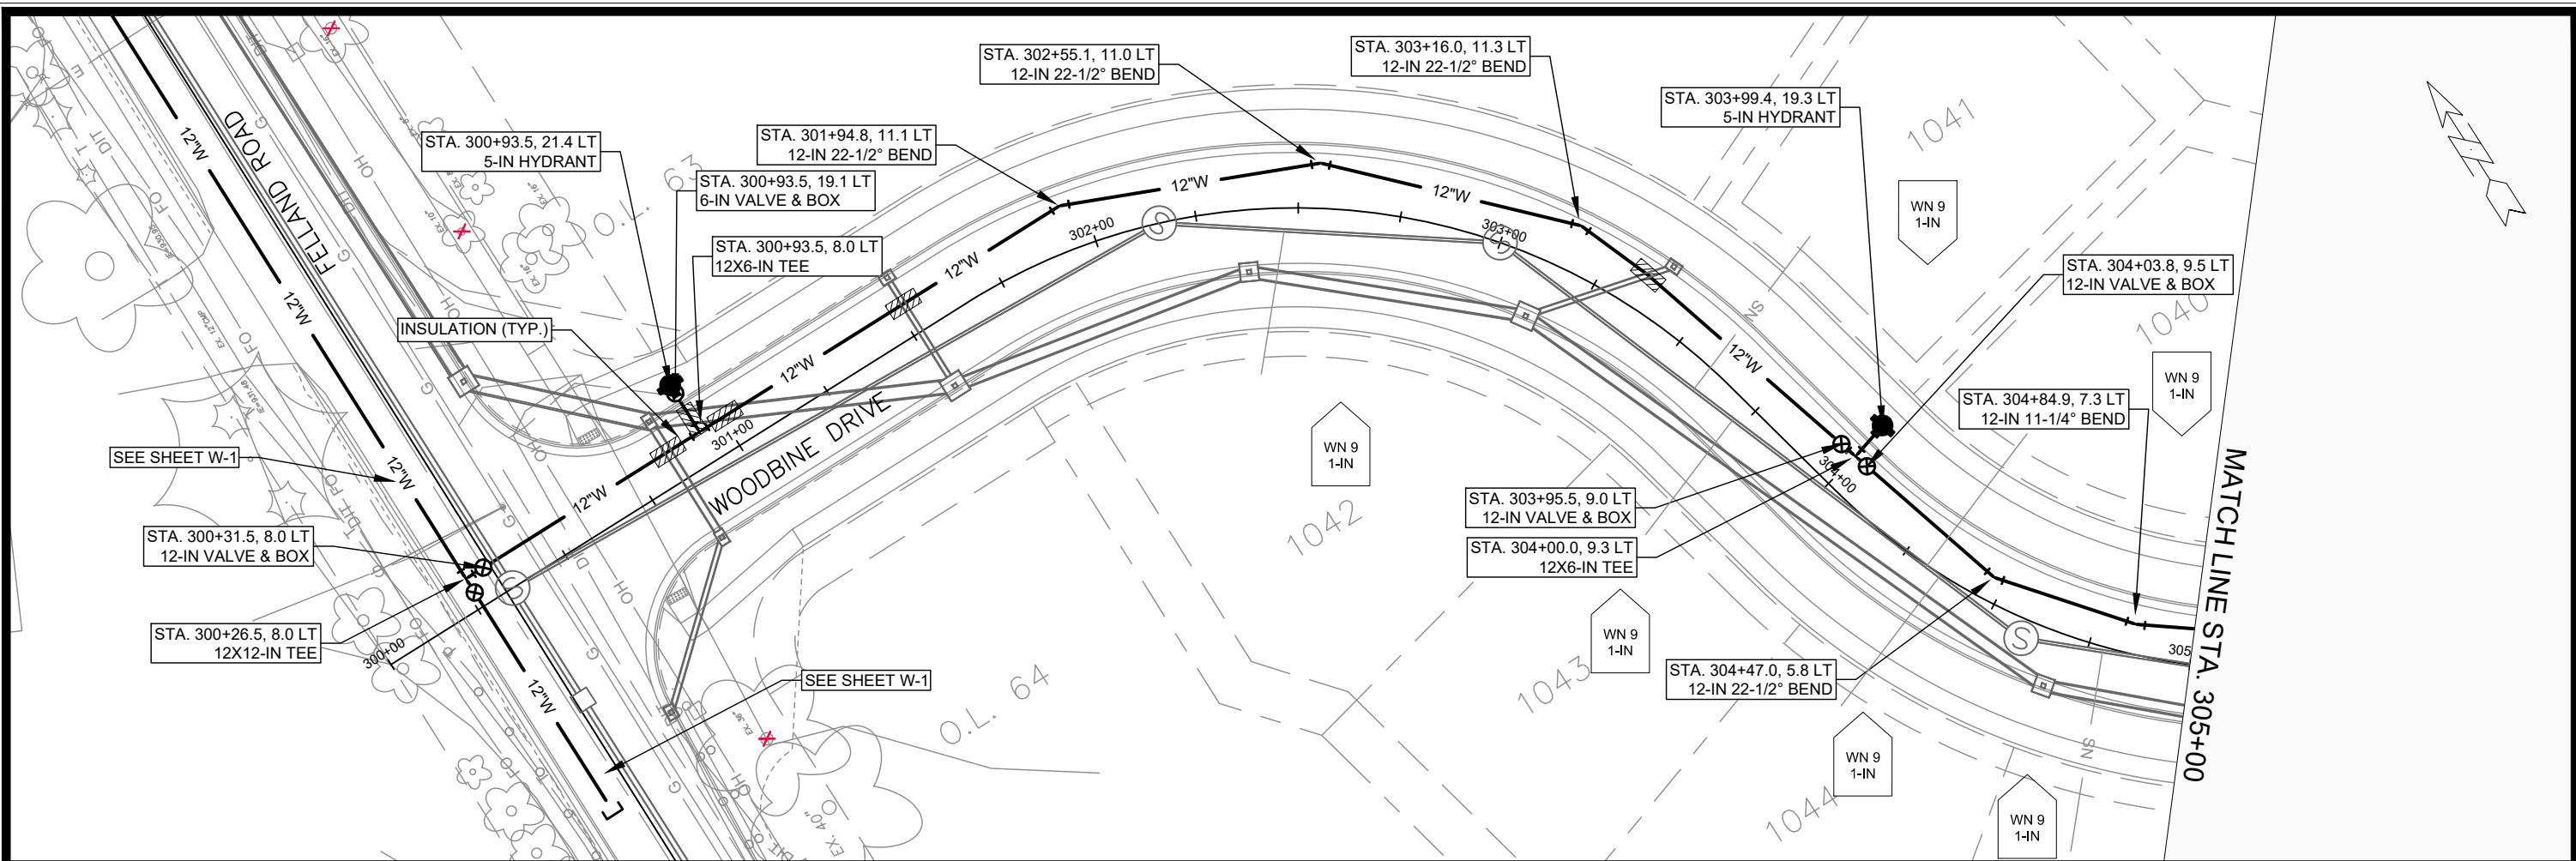 STA. 302+55.1, 11.0 LT
12-IN 22-1/2° BEND
STA. 303+16.0, 11.3 LT
12-IN 22-1/2° BEND
STA. 303+99.4, 19.3 LT
5-IN HYDRANT
STA. 300+93.5, 21.4 LT
5-IN HYDRANT
STA. 301+94.8, 11.1 LT
12-IN 22-1/2° BEND
STA. 300+93.5, 19.1 LT
6-IN VALVE & BOX
STA. 300+93.5, 8.0 LT
12X6-IN TEE
INSULATION (TYP.)
STA. 304+03.8, 9.5 LT
12-IN VALVE & BOX
STA. 304+84.9, 7.3 LT
12-IN 11-1/4° BEND
SEE SHEET W-1
STA. 300+31.5, 8.0 LT
12-IN VALVE & BOX
STA. 300+26.5, 8.0 LT
12X12-IN TEE
STA. 303+95.5, 9.0 LT
12-IN VALVE & BOX
STA. 304+00.0, 9.3 LT
12X6-IN TEE
STA. 304+47.0, 5.8 LT
12-IN 22-1/2° BEND
SEE SHEET W-1
FELLAND ROAD
WOODBINE DRIVE
MATCH LINE STA. 305+00
300+00
301+00
302+00
303+00
304+00
305
12"W
12"W
12"W
12"W
12"W
12"W
12"W
12"W
12"W
12"W
O.L. 63
O.L. 64
1040
1041
1042
1043
1044
WN 9
1-IN
WN 9
1-IN
WN 9
1-IN
WN 9
1-IN
WN 9
1-IN
WN 9
1-IN
EX. 40"
EX. 36"
EX. 12" CMP
IE=931.48
SN
SN